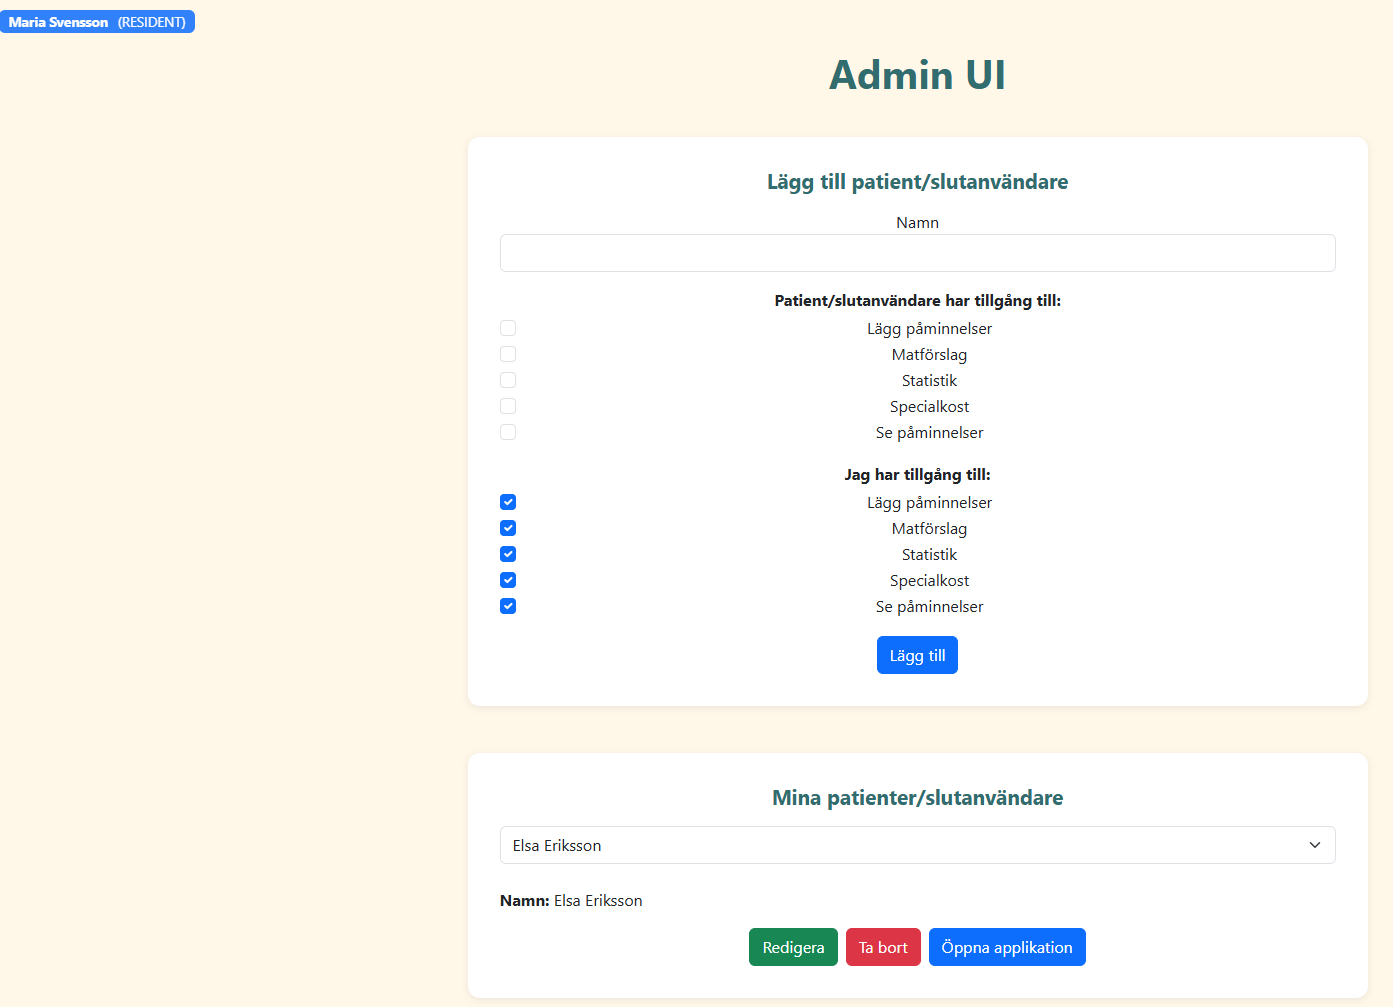 Maria Svensson (RESIDENT)
Admin UI
Lägg till patient/slutanvändare
Namn
Patient/slutanvändare har tillgång till:
Lägg påminnelser
Matförslag
Statistik
Specialkost
Se påminnelser
Jag har tillgång till:
Lägg påminnelser
Matförslag
Statistik
Specialkost
Se påminnelser
Lägg till
Mina patienter/slutanvändare
Elsa Eriksson
Namn: Elsa Eriksson
Redigera Ta bort Öppna applikation